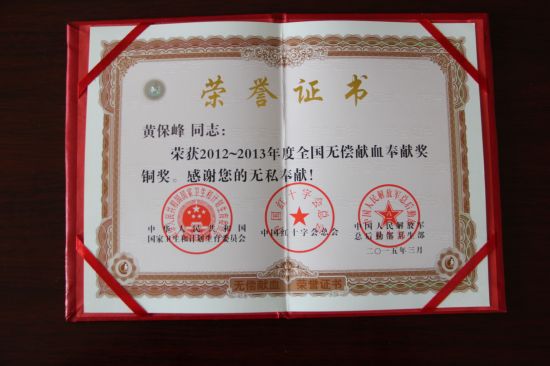 荣誉证书
黄保峰 同志：
荣获2012~2013年度全国无偿献血奉献奖
铜奖。感谢您的无私奉献！
中华人民共和国
国家卫生和计划生育委员会
中国红十字会总会
中国人民解放军
总后勤部卫生部
二〇一五年三月
无偿献血 荣誉证书